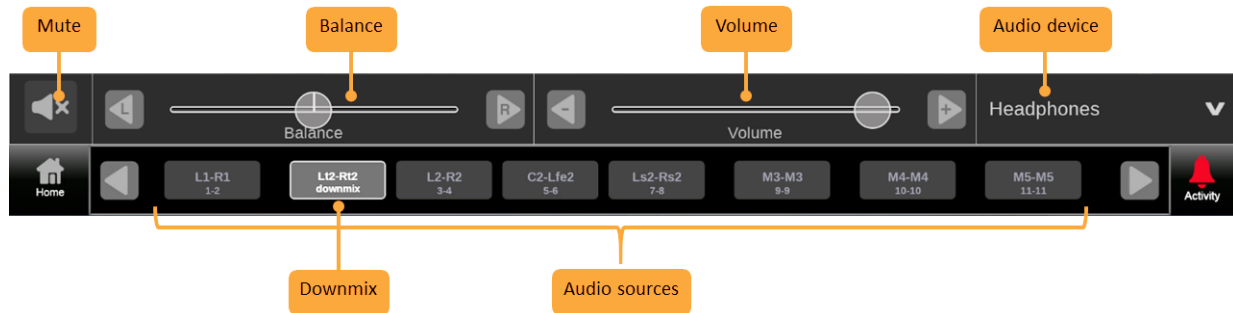 Mute
Balance
Volume
Audio device
L
R
-
+
Headphones
Balance
Volume
Home
L1-R1
1-2
Lt2-Rt2
downmix
L2-R2
3-4
C2-Lfe2
5-6
Ls2-Rs2
7-8
M3-M3
9-9
M4-M4
10-10
M5-M5
11-11
Activity
Downmix
Audio sources